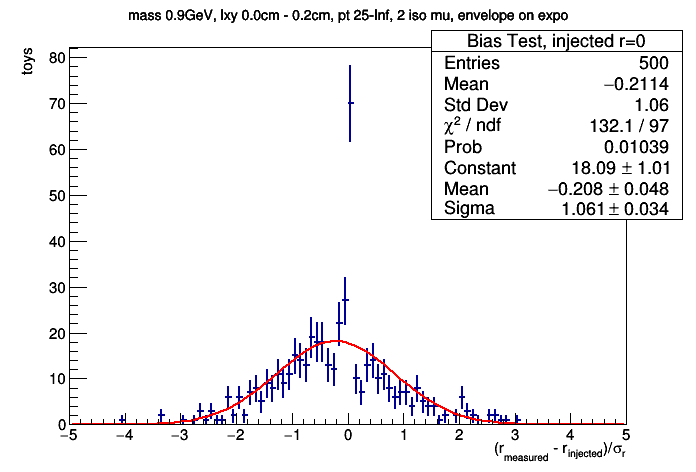 mass 0.9GeV, lxy 0.0cm - 0.2cm, pt 25-Inf, 2 iso mu, envelope on expo
Bias Test, injected r=0
Entries 500
Mean −0.2114
Std Dev 1.06
χ² / ndf 132.1 / 97
Prob 0.01039
Constant 18.09 ± 1.01
Mean −0.208 ± 0.048
Sigma 1.061 ± 0.034
toys
80
70
60
50
40
30
20
10
0
−5 −4 −3 −2 −1 0 1 2 3 4 5
(r_measured - r_injected)/σ_r